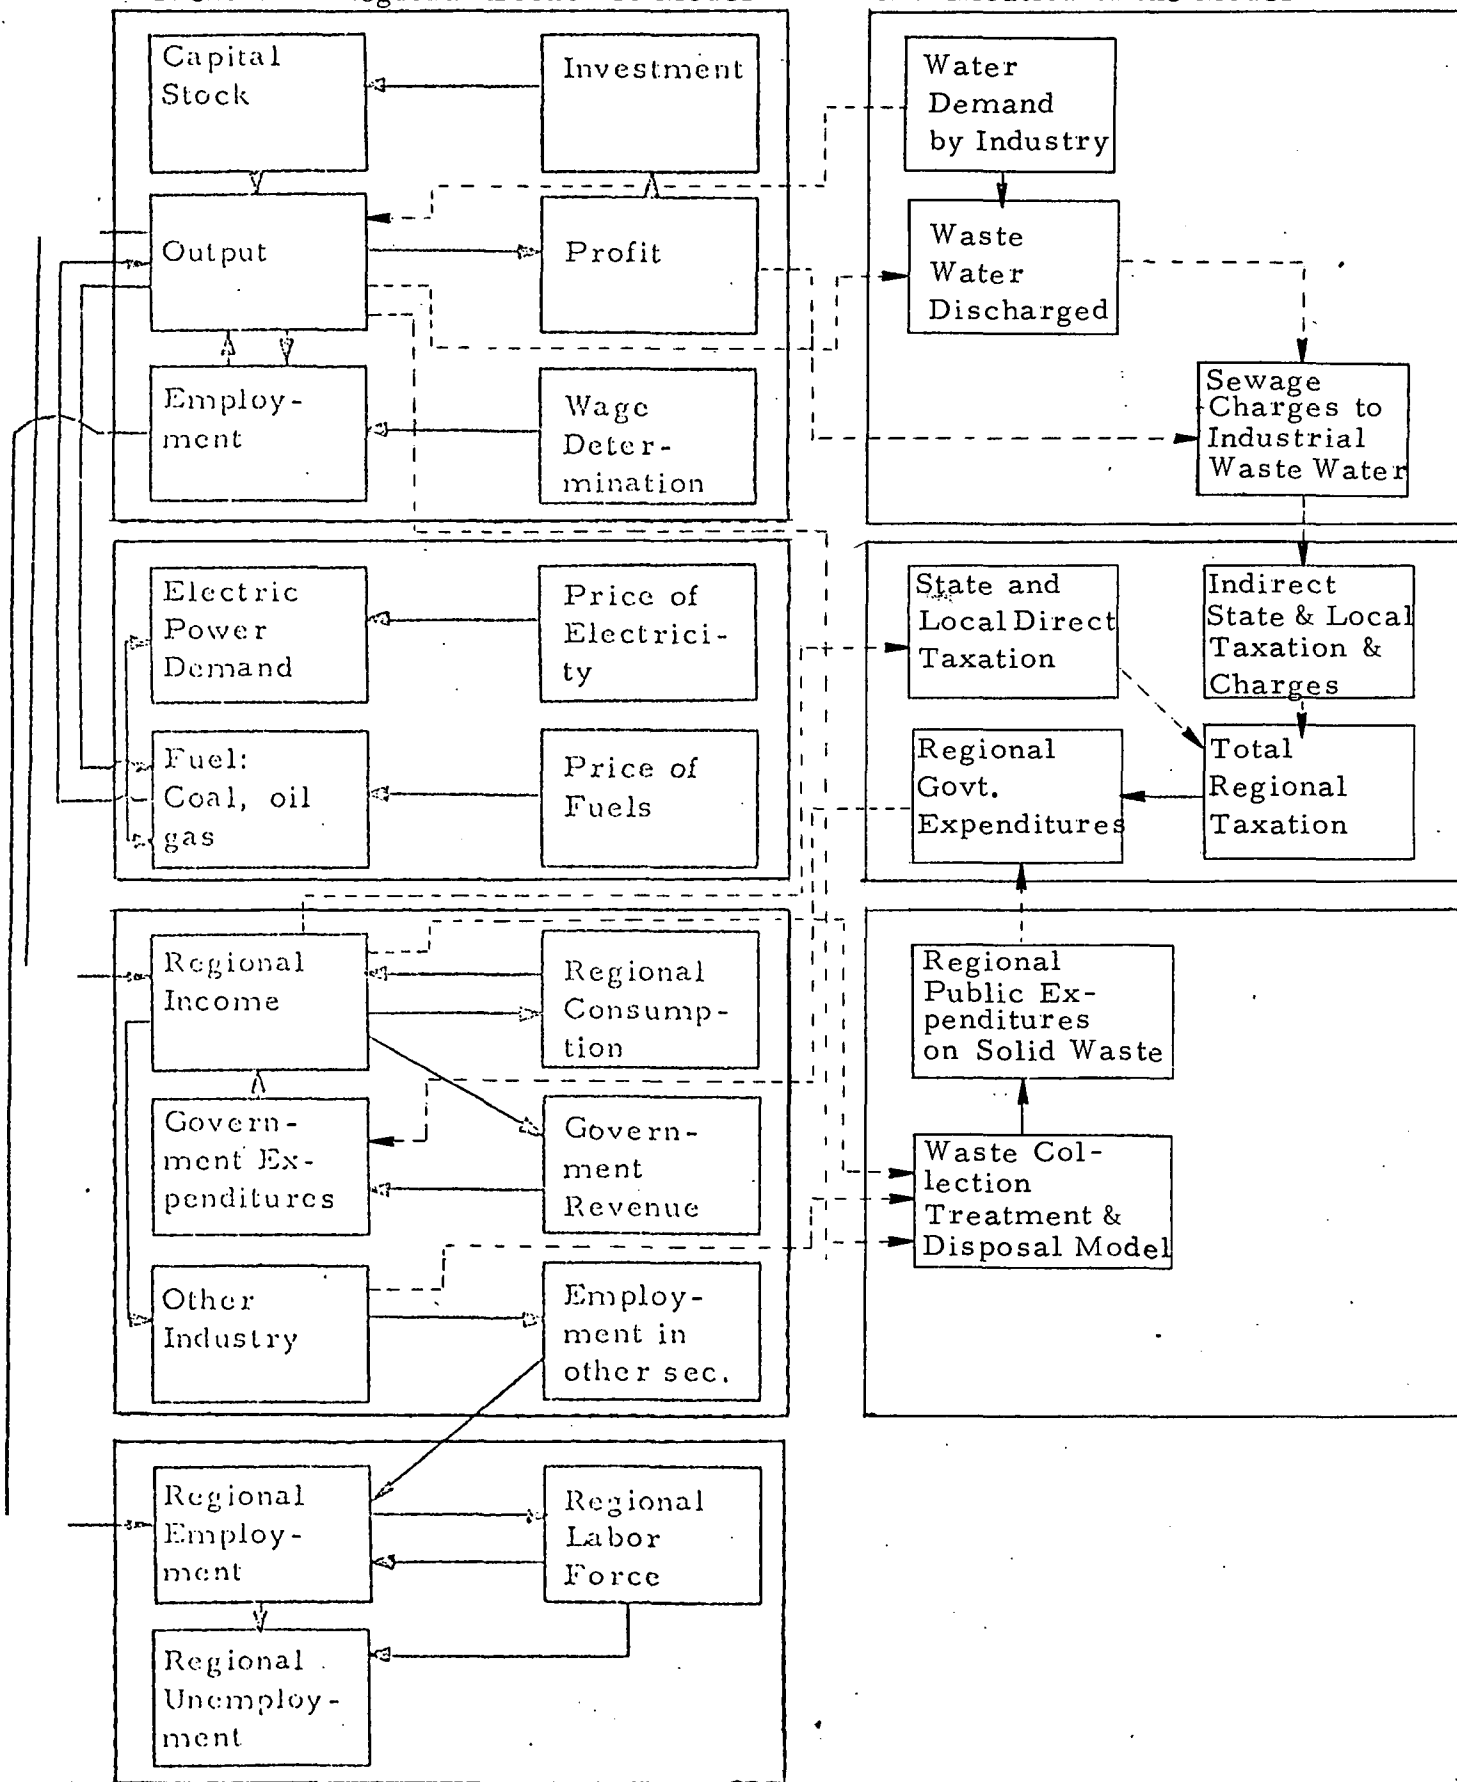 Capital
Stock
Investment
Output
Profit
Employ-
ment
Wage
Deter-
mination
Water
Demand
by Industry
Waste
Water
Discharged
Sewage
Charges to
Industrial
Waste Water
Electric
Power
Demand
Price of
Electrici-
ty
Fuel:
Coal, oil
gas
Price of
Fuels
State and
Local Direct
Taxation
Indirect
State & Local
Taxation &
Charges
Regional
Govt.
Expenditures
Total
Regional
Taxation
Regional
Income
Regional
Consump-
tion
Govern-
ment Ex-
penditures
Govern-
ment
Revenue
Other
Industry
Employ-
ment in
other sec.
Regional
Public Ex-
penditures
on Solid Waste
Waste Col-
lection
Treatment &
Disposal Model
Regional
Employ-
ment
Regional
Labor
Force
Regional
Unemploy-
ment